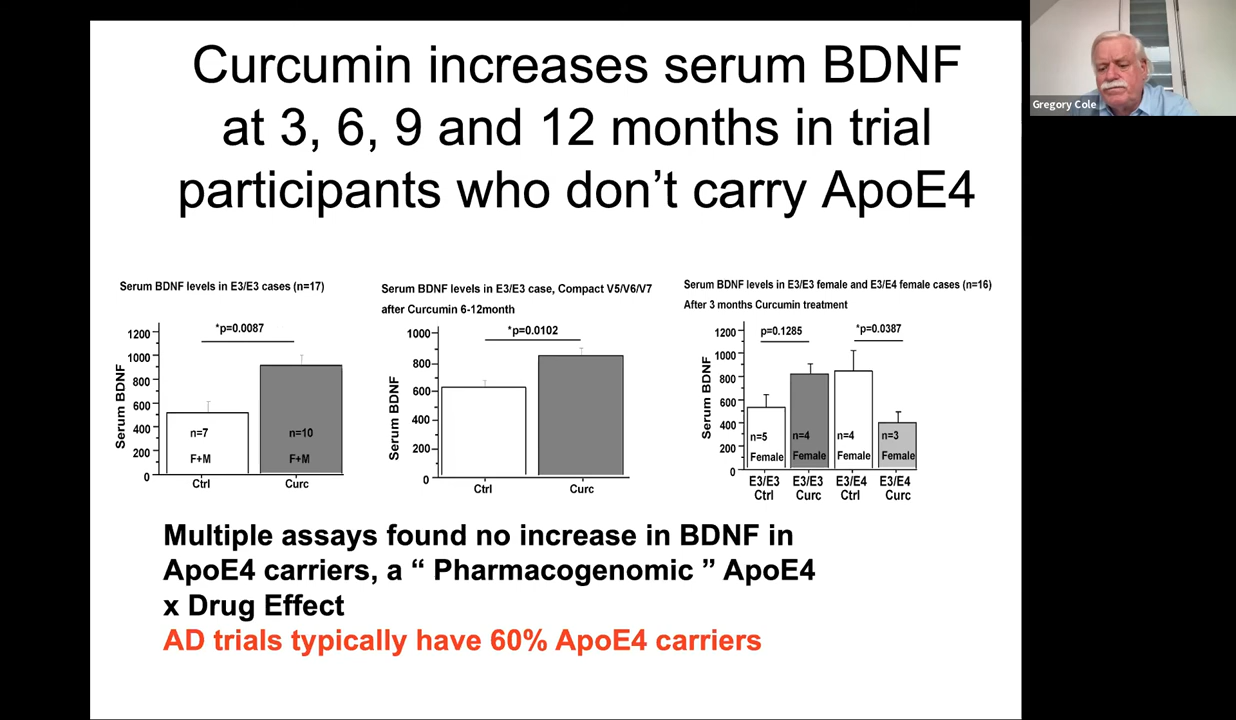 Curcumin increases serum BDNF
at 3, 6, 9 and 12 months in trial
participants who don't carry ApoE4
Gregory Cole
Serum BDNF levels in E3/E3 cases (n=17)
*p=0.0087
1200
1000
800
600
400
200
0
Serum BDNF
n=7
F+M
n=10
F+M
Ctrl
Curc
Serum BDNF levels in E3/E3 case, Compact V5/V6/V7
after Curcumin 6-12month
*p=0.0102
1000
800
600
400
200
0
Serum BDNF
Ctrl
Curc
Serum BDNF levels in E3/E3 female and E3/E4 female cases (n=16)
After 3 months Curcumin treatment
p=0.1285
*p=0.0387
1200
1000
800
600
400
200
0
Serum BDNF
n=5
Female
n=4
Female
n=4
Female
n=3
Female
E3/E3
Ctrl
E3/E3
Curc
E3/E4
Ctrl
E3/E4
Curc
Multiple assays found no increase in BDNF in
ApoE4 carriers, a “ Pharmacogenomic ” ApoE4
x Drug Effect
AD trials typically have 60% ApoE4 carriers